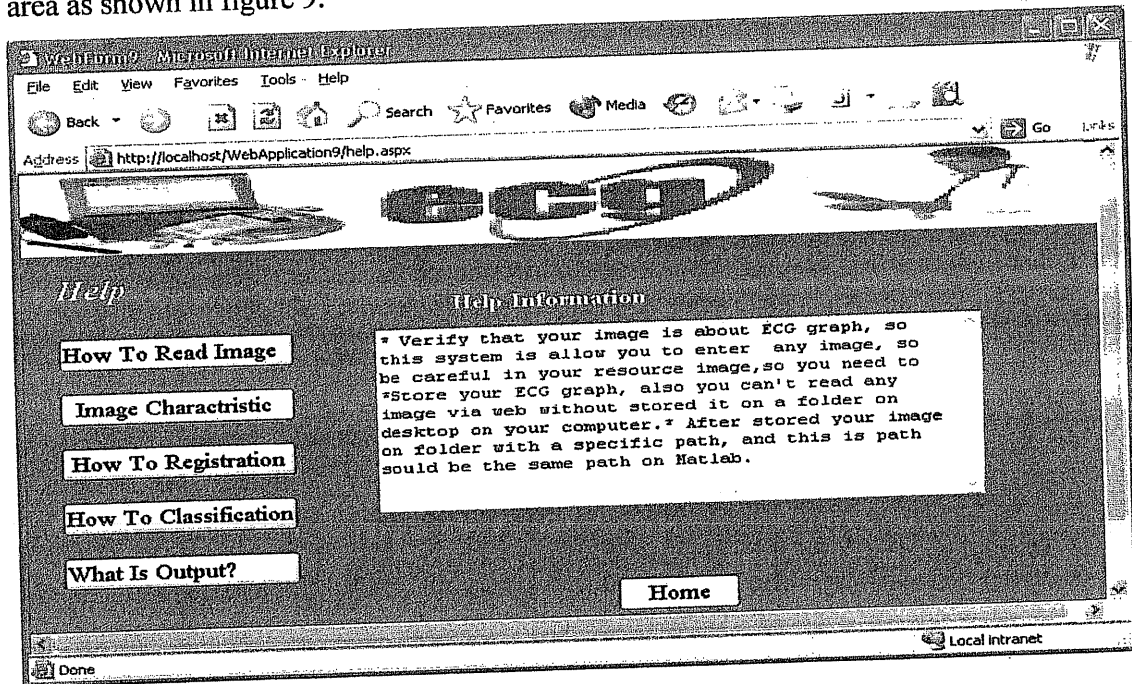 area as shown in figure 9.
WebForm9 - Microsoft Internet Explorer
File Edit View Favorites Tools Help
Back Search Favorites Media
Address http://localhost/WebApplication9/help.aspx Go Links
ecg
Help
Help Information
How To Read Image
Image Charactristic
How To Registration
How To Classification
What Is Output?
* Verify that your image is about ECG graph, so
this system is allow you to enter any image, so
be careful in your resource image,so you need to
*Store your ECG graph, also you can't read any
image via web without stored it on a folder on
desktop on your computer.* After stored your image
on folder with a specific path, and this is path
sould be the same path on Matlab.
Home
Done Local intranet